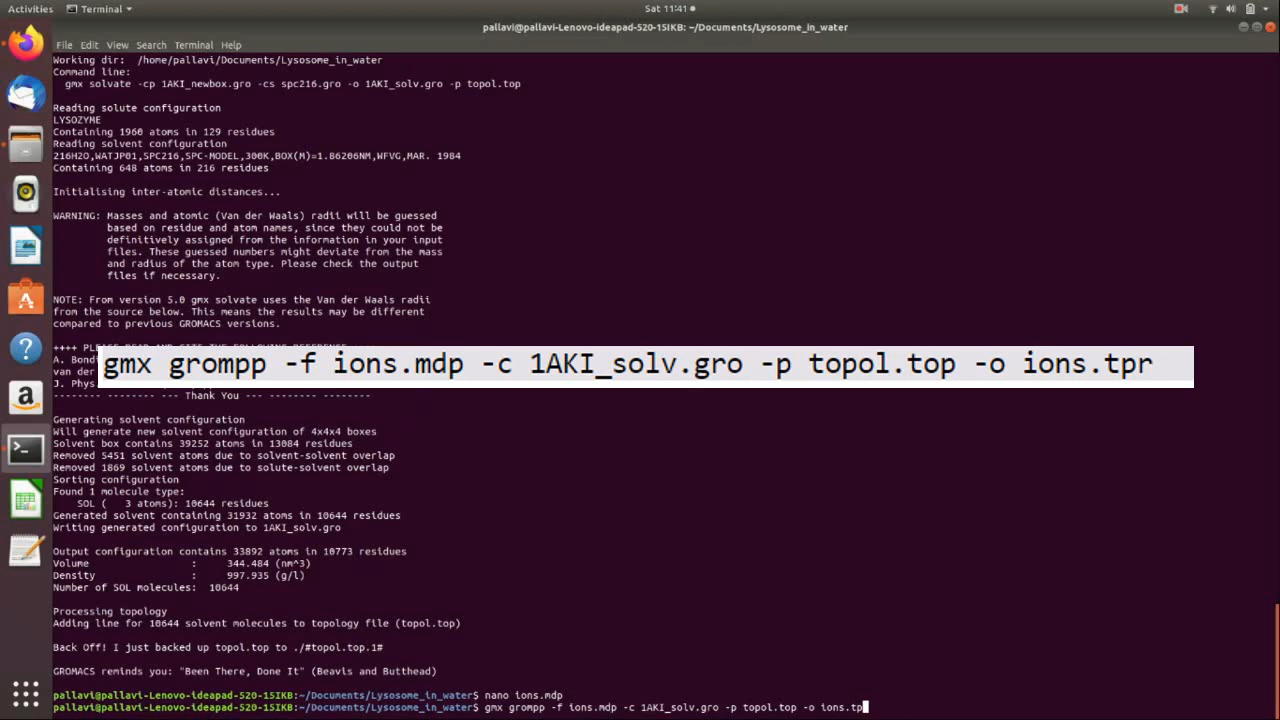 Activities Terminal Sat 11:41
pallavi@pallavi-Lenovo-ideapad-520-15IKB: ~/Documents/Lysosome_in_water
File Edit View Search Terminal Help
Working dir: /home/pallavi/Documents/Lysosome_in_water
Command line:
gmx solvate -cp 1AKI_newbox.gro -cs spc216.gro -o 1AKI_solv.gro -p topol.top
Reading solute configuration
LYSOZYME
Containing 1960 atoms in 129 residues
Reading solvent configuration
216H2O,WATJP01,SPC216,SPC-MODEL,300K,BOX(M)=1.86206NM,WFVG,MAR. 1984
Containing 648 atoms in 216 residues
Initialising inter-atomic distances...
WARNING: Masses and atomic (Van der Waals) radii will be guessed
based on residue and atom names, since they could not be
definitively assigned from the information in your input
files. These guessed numbers might deviate from the mass
and radius of the atom type. Please check the output
files if necessary.
NOTE: From version 5.0 gmx solvate uses the Van der Waals radii
from the source below. This means the results may be different
compared to previous GROMACS versions.
++++
A. Bondi
van der
J. Phys.
gmx grompp -f ions.mdp -c 1AKI_solv.gro -p topol.top -o ions.tpr
-------- -------- --- Thank You --- -------- --------
Generating solvent configuration
Will generate new solvent configuration of 4x4x4 boxes
Solvent box contains 39252 atoms in 13084 residues
Removed 5451 solvent atoms due to solvent-solvent overlap
Removed 1869 solvent atoms due to solute-solvent overlap
Sorting configuration
Found 1 molecule type:
SOL ( 3 atoms): 10644 residues
Generated solvent containing 31932 atoms in 10644 residues
Writing generated configuration to 1AKI_solv.gro
Output configuration contains 33892 atoms in 10773 residues
Volume : 344.484 (nm^3)
Density : 997.935 (g/l)
Number of SOL molecules: 10644
Processing topology
Adding line for 10644 solvent molecules to topology file (topol.top)
Back Off! I just backed up topol.top to ./#topol.top.1#
GROMACS reminds you: "Been There, Done It" (Beavis and Butthead)
pallavi@pallavi-Lenovo-ideapad-520-15IKB:~/Documents/Lysosome_in_water$ nano ions.mdp
pallavi@pallavi-Lenovo-ideapad-520-15IKB:~/Documents/Lysosome_in_water$ gmx grompp -f ions.mdp -c 1AKI_solv.gro -p topol.top -o ions.tp